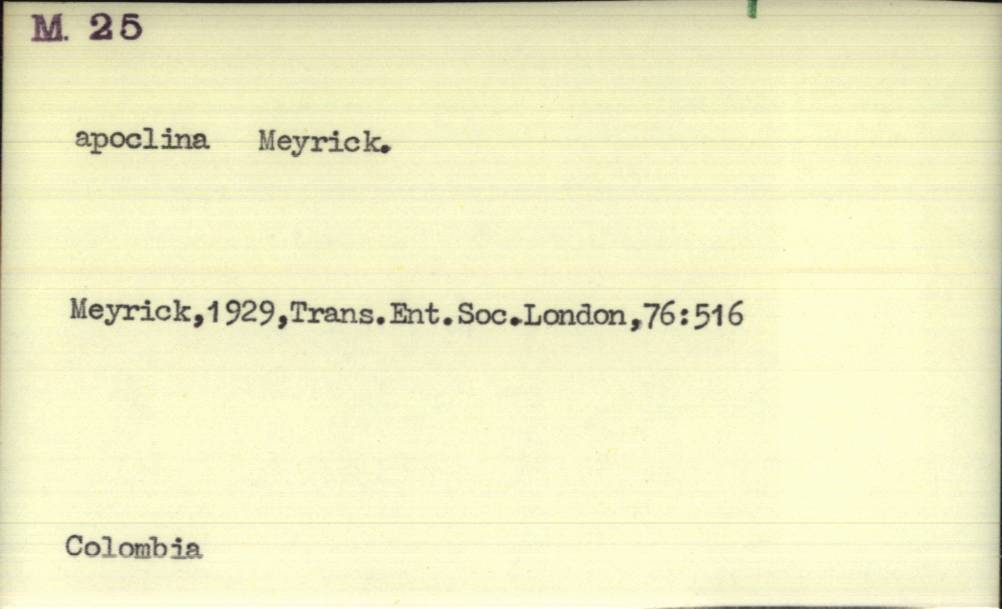 M. 25
apoclina Meyrick.
Meyrick,1929,Trans.Ent.Soc.London,76:516
Colombia